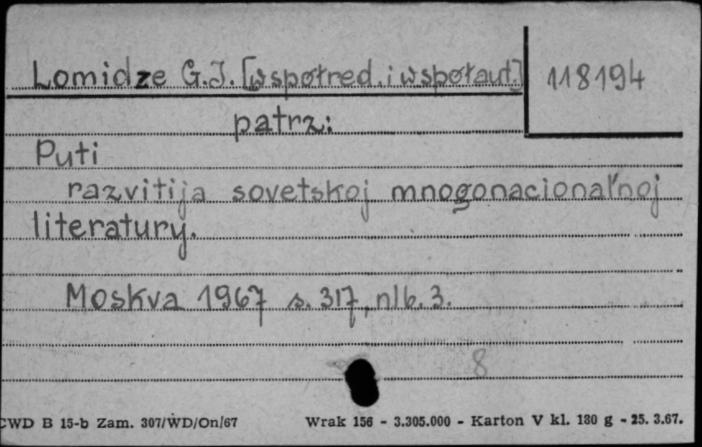 Lomidze G.J. [współred. i współaut.]
118194
patrz:
Puti
razvitija sovetskoj mnogonacional'noj
literatury.
Moskva 1967 s. 317, nlb. 3.
8
CWD B 15-b Zam. 307/WD/On/67 Wrak 156 - 3.305.000 - Karton V kl. 180 g - 25. 3.67.